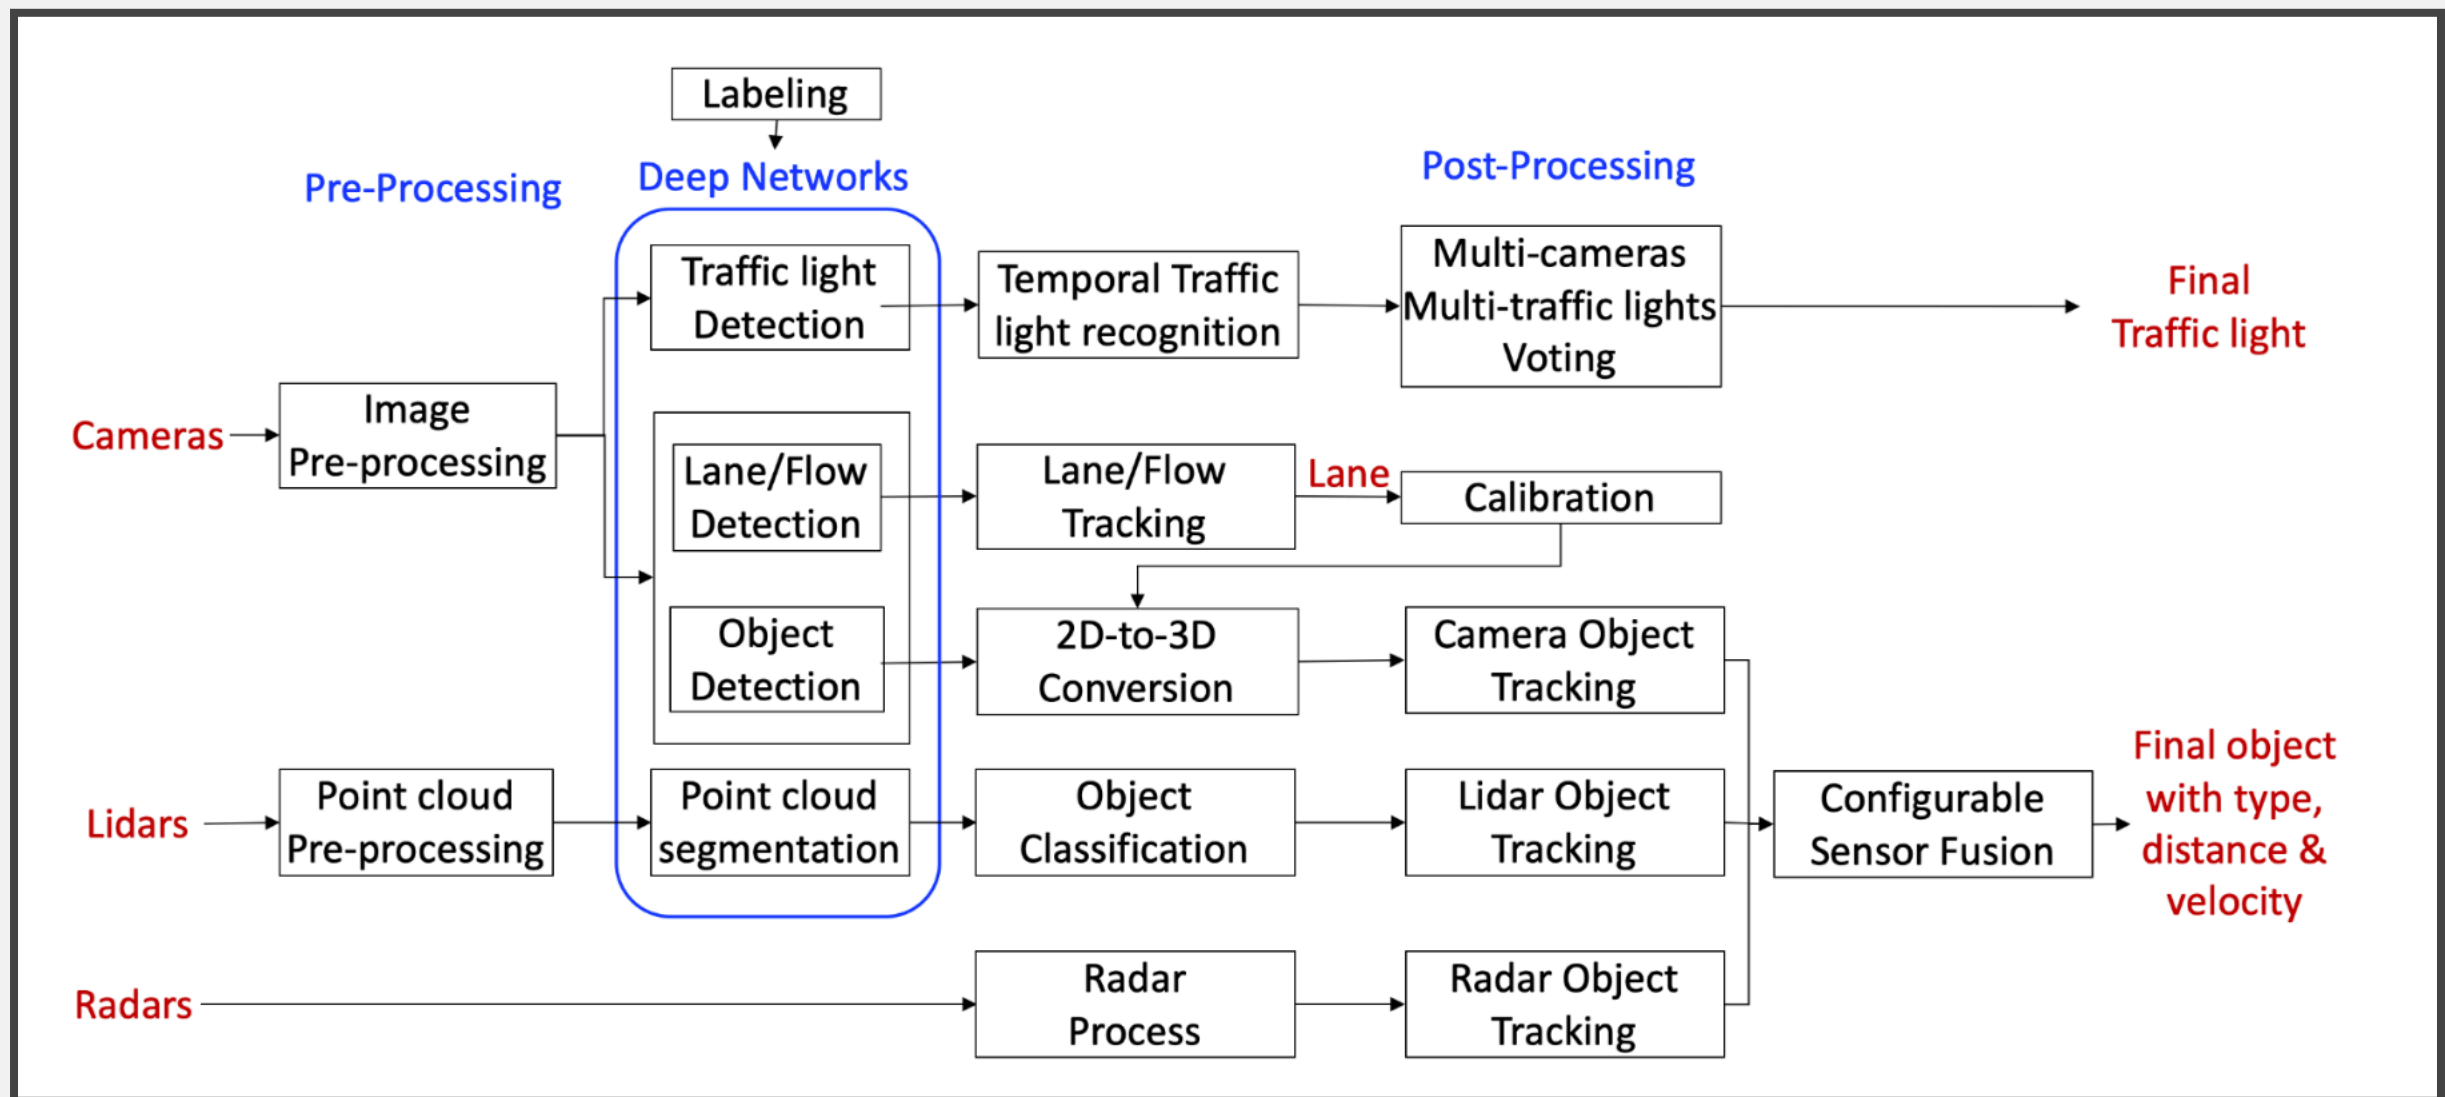 Labeling
Pre-Processing
Deep Networks
Post-Processing
Traffic light
Detection
Temporal Traffic
light recognition
Multi-cameras
Multi-traffic lights
Voting
Final
Traffic light
Cameras
Image
Pre-processing
Lane/Flow
Detection
Lane/Flow
Tracking
Lane
Calibration
Object
Detection
2D-to-3D
Conversion
Camera Object
Tracking
Lidars
Point cloud
Pre-processing
Point cloud
segmentation
Object
Classification
Lidar Object
Tracking
Configurable
Sensor Fusion
Final object
with type,
distance &
velocity
Radars
Radar
Process
Radar Object
Tracking